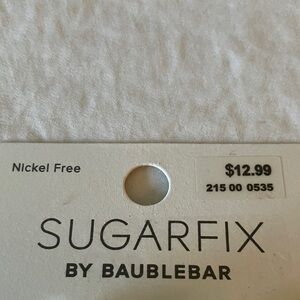 Nickel Free
$12.99
215 00 0535
SUGARFIX
BY BAUBLEBAR